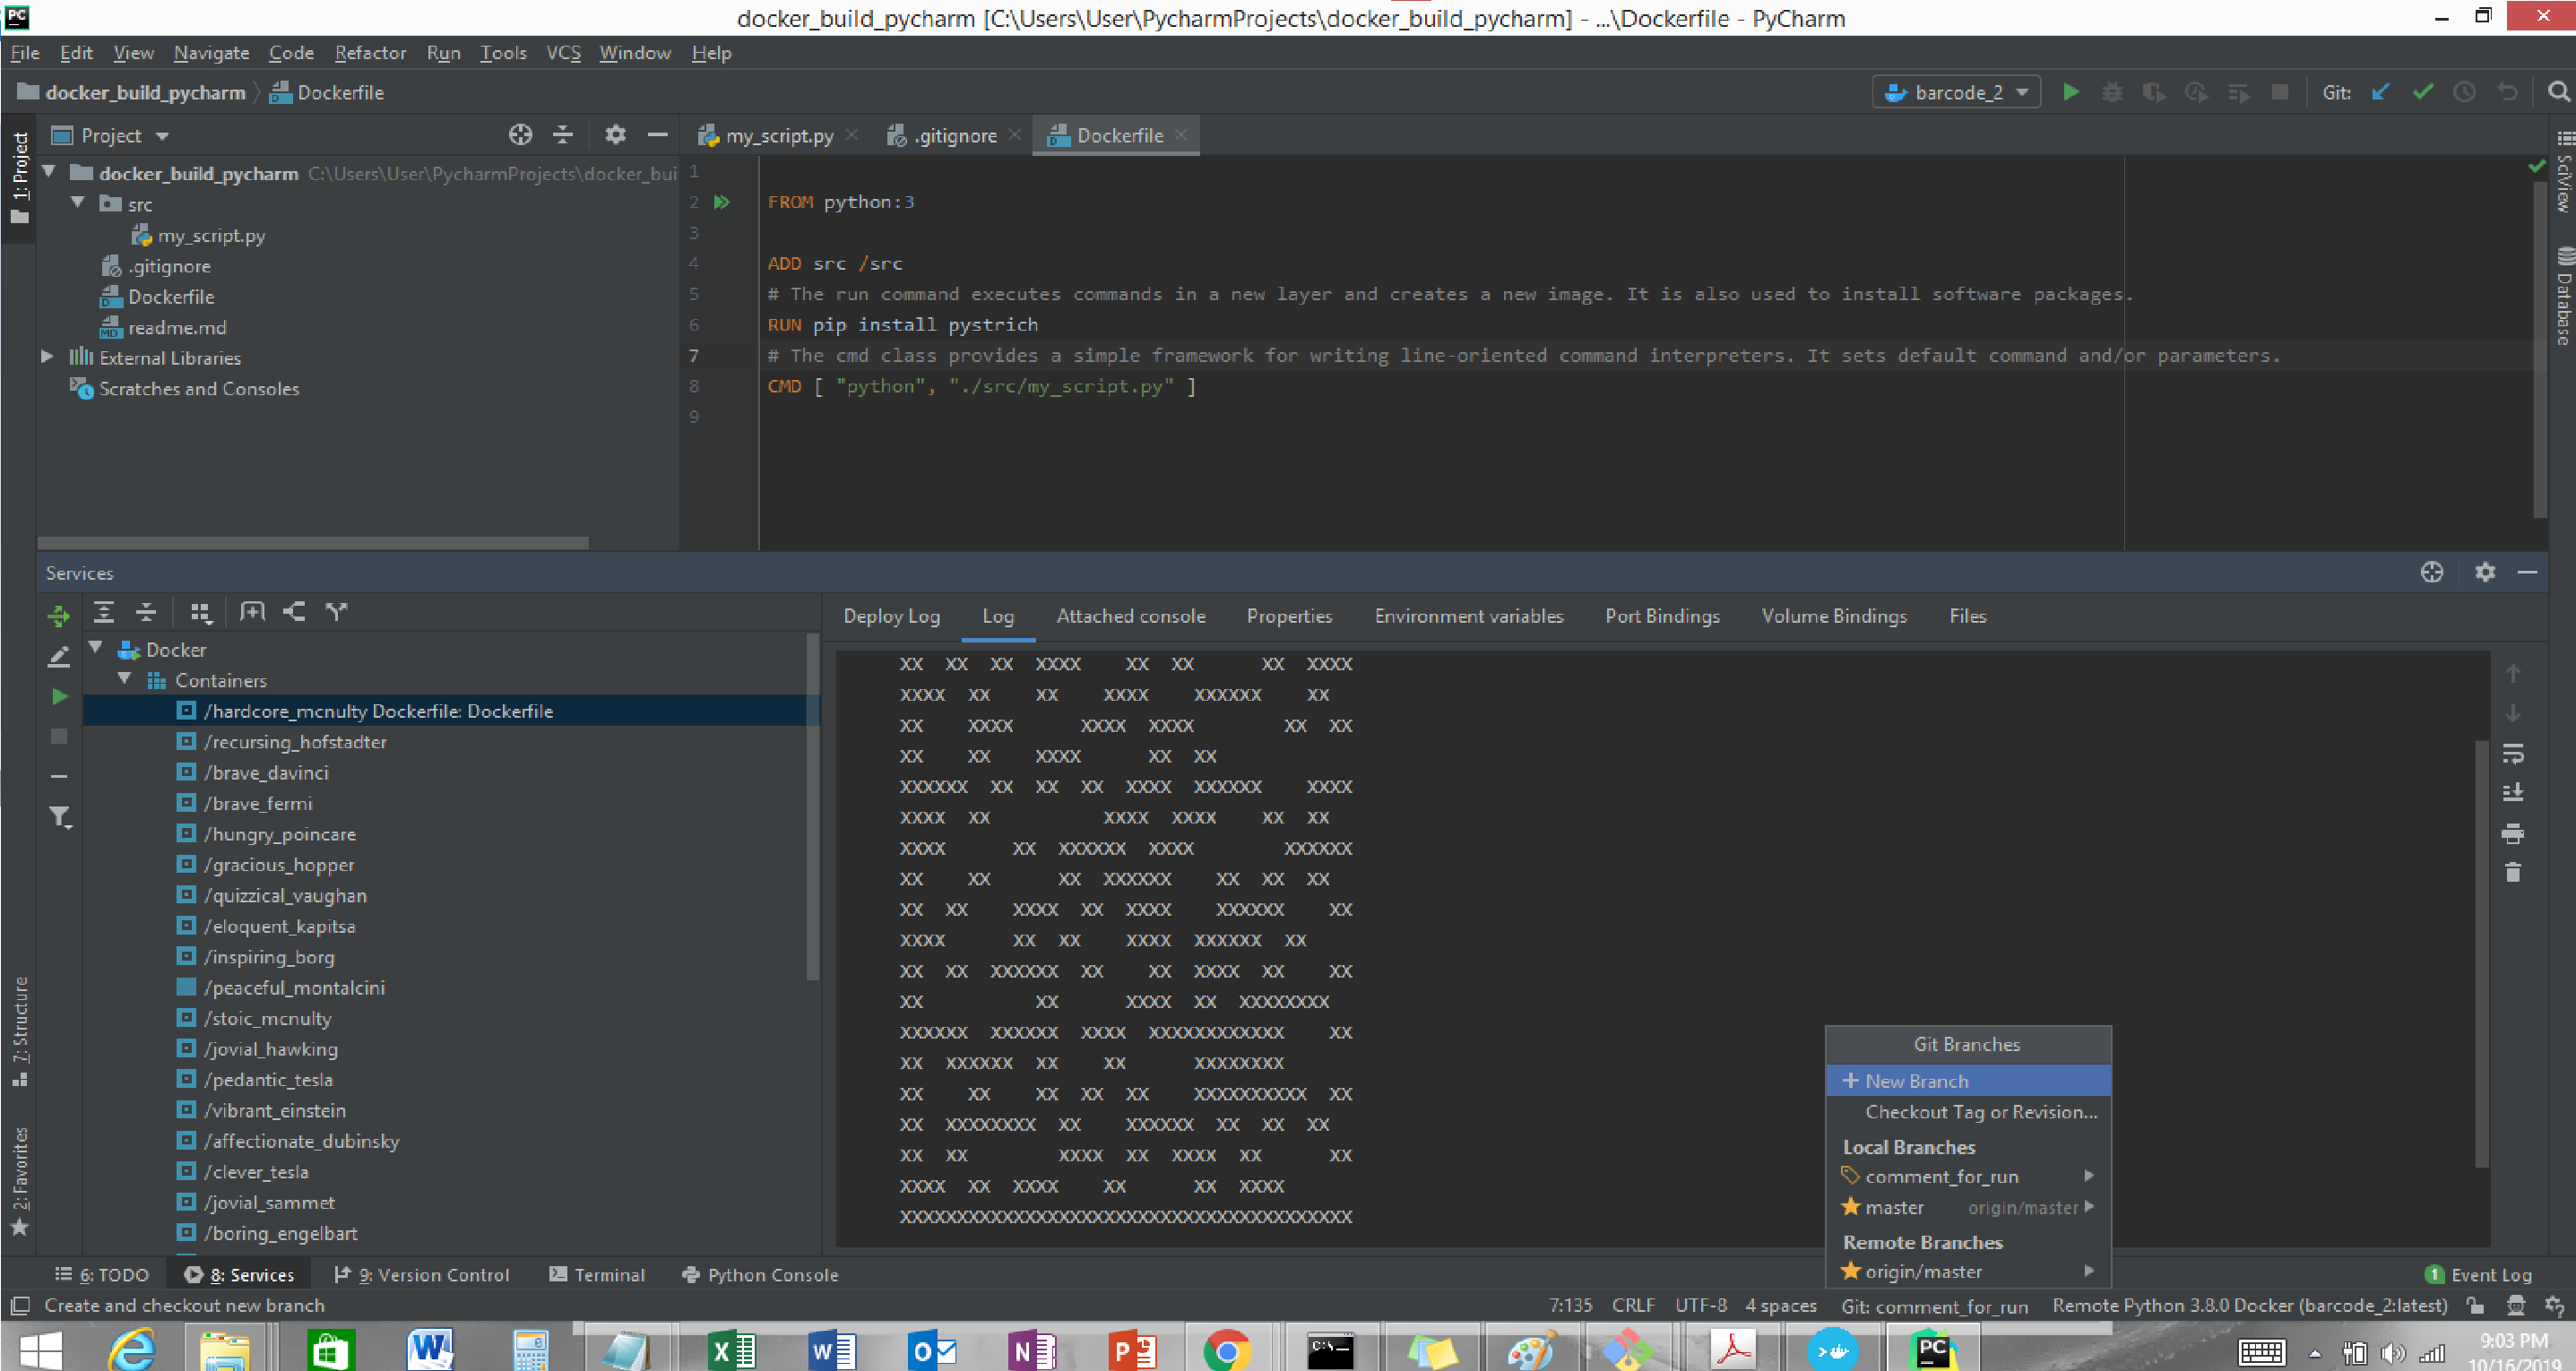 docker_build_pycharm [C:\Users\User\PycharmProjects\docker_build_pycharm] - ...\Dockerfile - PyCharm
File Edit View Navigate Code Refactor Run Tools VCS Window Help
docker_build_pycharm Dockerfile barcode_2 Git:
1: Project
Project
docker_build_pycharm C:\Users\User\PycharmProjects\docker_bui
src
my_script.py
.gitignore
Dockerfile
readme.md
External Libraries
Scratches and Consoles
my_script.py .gitignore Dockerfile
1
2 FROM python:3
3
4 ADD src /src
5 # The run command executes commands in a new layer and creates a new image. It is also used to install software packages.
6 RUN pip install pystrich
7 # The cmd class provides a simple framework for writing line-oriented command interpreters. It sets default command and/or parameters.
8 CMD [ "python", "./src/my_script.py" ]
9
SciView
Database
Services
Docker
Containers
/hardcore_mcnulty Dockerfile: Dockerfile
/recursing_hofstadter
/brave_davinci
/brave_fermi
/hungry_poincare
/gracious_hopper
/quizzical_vaughan
/eloquent_kapitsa
/inspiring_borg
/peaceful_montalcini
/stoic_mcnulty
/jovial_hawking
/pedantic_tesla
/vibrant_einstein
/affectionate_dubinsky
/clever_tesla
/jovial_sammet
/boring_engelbart
Deploy Log Log Attached console Properties Environment variables Port Bindings Volume Bindings Files
XX  XX  XX  XXXX    XX  XX      XX  XXXX
XXXX  XX    XX    XXXX    XXXXXX    XX
XX    XXXX      XXXX  XXXX        XX  XX
XX    XX    XXXX      XX  XX
XXXXXX  XX  XX  XX  XXXX  XXXXXX    XXXX
XXXX  XX          XXXX  XXXX    XX  XX
XXXX      XX  XXXXXX  XXXX        XXXXXX
XX    XX      XX  XXXXXX    XX  XX  XX
XX  XX    XXXX  XX  XXXX    XXXXXX    XX
XXXX      XX  XX    XXXX  XXXXXX  XX
XX  XX  XXXXXX  XX    XX  XXXX  XX    XX
XX          XX      XXXX  XX  XXXXXXXX
XXXXXX  XXXXXX  XXXX  XXXXXXXXXXXX    XX
XX  XXXXXX  XX    XX      XXXXXXXX
XX    XX    XX  XX  XX    XXXXXXXXXX  XX
XX  XXXXXXXX  XX    XXXXXX  XX  XX  XX
XX  XX        XXXX  XX  XXXX  XX      XX
XXXX  XX  XXXX    XX      XX  XXXX
XXXXXXXXXXXXXXXXXXXXXXXXXXXXXXXXXXXXXXXX
Git Branches
New Branch
Checkout Tag or Revision...
Local Branches
comment_for_run
master origin/master
Remote Branches
origin/master
7: Structure
2: Favorites
6: TODO 8: Services 9: Version Control Terminal Python Console 1 Event Log
Create and checkout new branch 7:135 CRLF UTF-8 4 spaces Git: comment_for_run Remote Python 3.8.0 Docker (barcode_2:latest)
9:03 PM